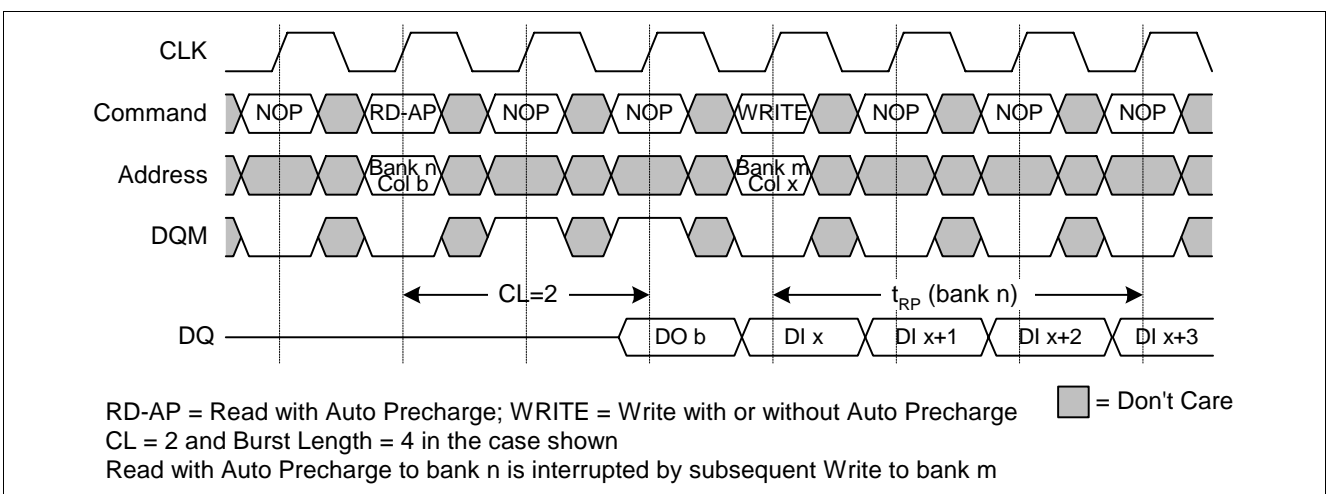 CLK
Command NOP RD-AP NOP NOP WRITE NOP NOP NOP
Address Bank n Col b Bank m Col x
DQM
CL=2 tRP (bank n)
DQ DO b DI x DI x+1 DI x+2 DI x+3
RD-AP = Read with Auto Precharge; WRITE = Write with or without Auto Precharge = Don't Care
CL = 2 and Burst Length = 4 in the case shown
Read with Auto Precharge to bank n is interrupted by subsequent Write to bank m